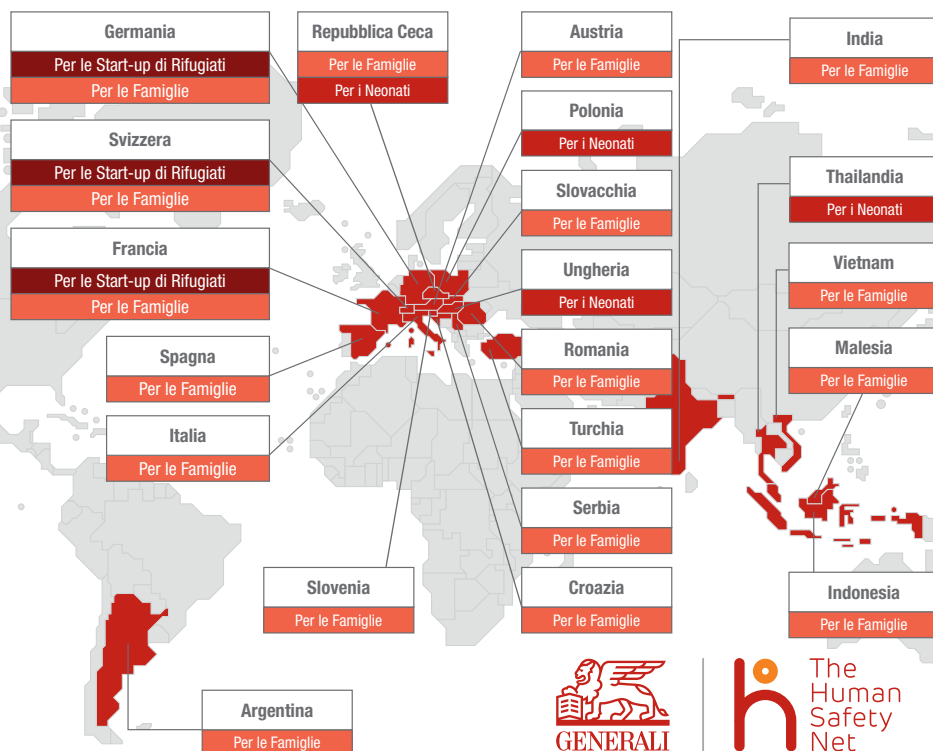 Germania
Per le Start-up di Rifugiati
Per le Famiglie
Repubblica Ceca
Per le Famiglie
Per i Neonati
Austria
Per le Famiglie
India
Per le Famiglie
Svizzera
Per le Start-up di Rifugiati
Per le Famiglie
Polonia
Per i Neonati
Slovacchia
Per le Famiglie
Thailandia
Per i Neonati
Francia
Per le Start-up di Rifugiati
Per le Famiglie
Ungheria
Per i Neonati
Vietnam
Per le Famiglie
Spagna
Per le Famiglie
Romania
Per le Famiglie
Malesia
Per le Famiglie
Italia
Per le Famiglie
Turchia
Per le Famiglie
Serbia
Per le Famiglie
Slovenia
Per le Famiglie
Croazia
Per le Famiglie
Indonesia
Per le Famiglie
Argentina
Per le Famiglie
GENERALI
The
Human
Safety
Net